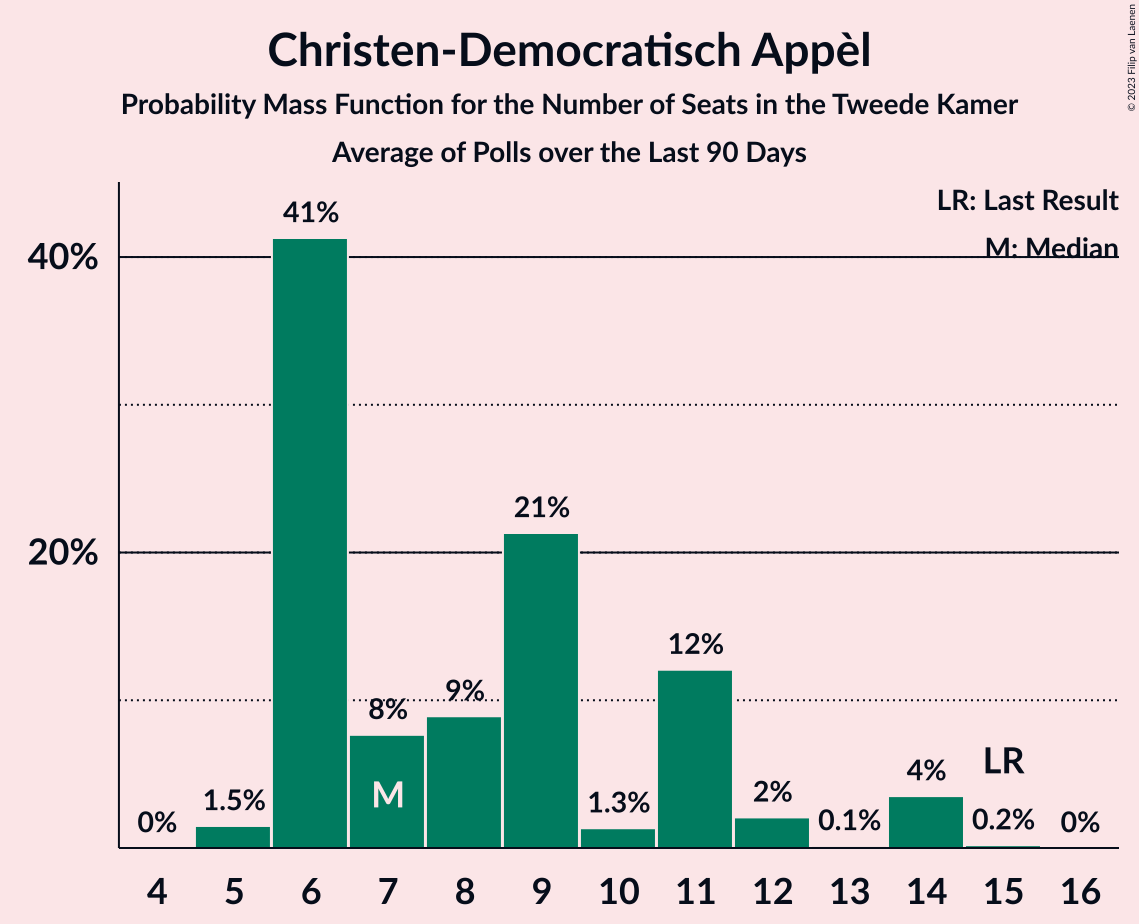 Christen-Democratisch Appèl
Probability Mass Function for the Number of Seats in the Tweede Kamer
Average of Polls over the Last 90 Days
© 2023 Filip van Laenen
LR: Last Result
M: Median
41%
40%
21%
20%
12%
9%
8%
LR
4%
M
2%
1.5%
1.3%
0.1%
0.2%
0%
0%
4 5 6 7 8 9 10 11 12 13 14 15 16